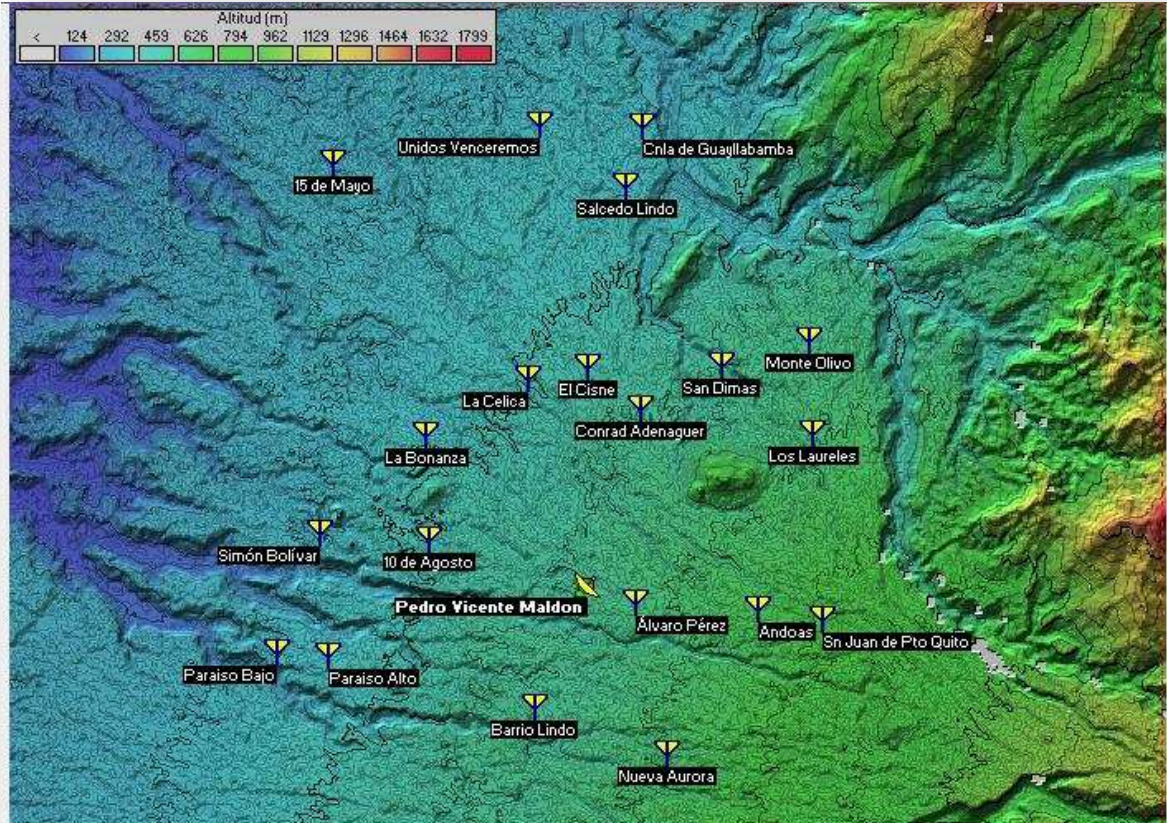 Altitud (m)
< 124 292 459 626 794 962 1129 1296 1464 1632 1799
Unidos Venceremos
Cnla de Guayllabamba
15 de Mayo
Salcedo Lindo
Monte Olivo
El Cisne
San Dimas
La Celica
Conrad Adenaguer
La Bonanza
Los Laureles
Simón Bolívar
10 de Agosto
Pedro Vicente Maldon
Álvaro Pérez
Andoas
Sn Juan de Pto Quito
Paraiso Bajo
Paraiso Alto
Barrio Lindo
Nueva Aurora